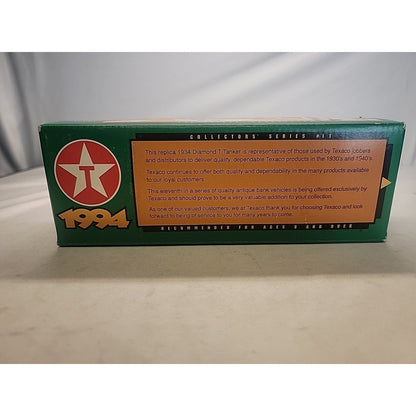 COLLECTORS' SERIES #11
This replica 1934 Diamond T Tanker is representative of those used by Texaco jobbers
and distributors to deliver quality, dependable Texaco products in the 1930's and 1940's.
Texaco continues to offer both quality and dependability in the many products available
to our loyal customers.
This eleventh in a series of quality antique bank vehicles is being offered exclusively by
Texaco and should prove to be a very valuable addition to your collection.
As one of our valued customers, we at Texaco thank you for choosing Texaco and look
forward to being of service to you for many years to come.
T
1994
RECOMMENDED FOR AGES 8 AND OVER